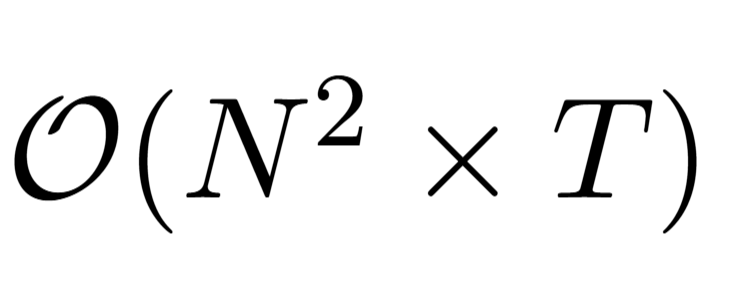 𝒪(N² × T)